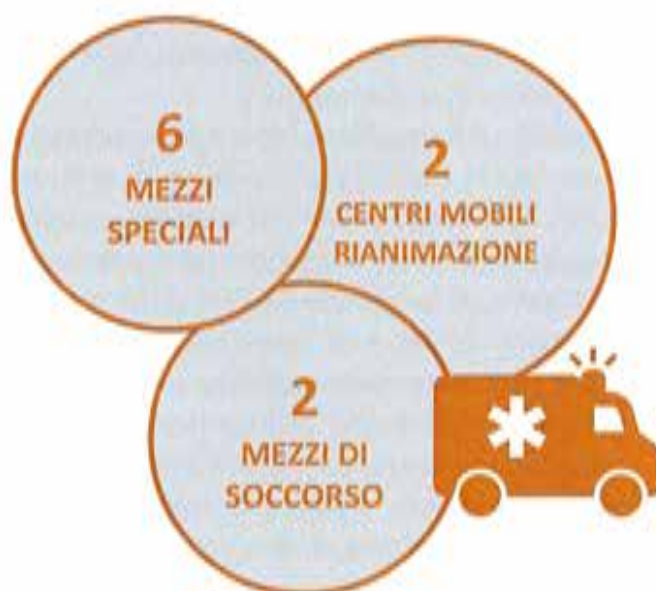 6
MEZZI
SPECIALI
2
CENTRI MOBILI
RIANIMAZIONE
2
MEZZI DI
SOCCORSO